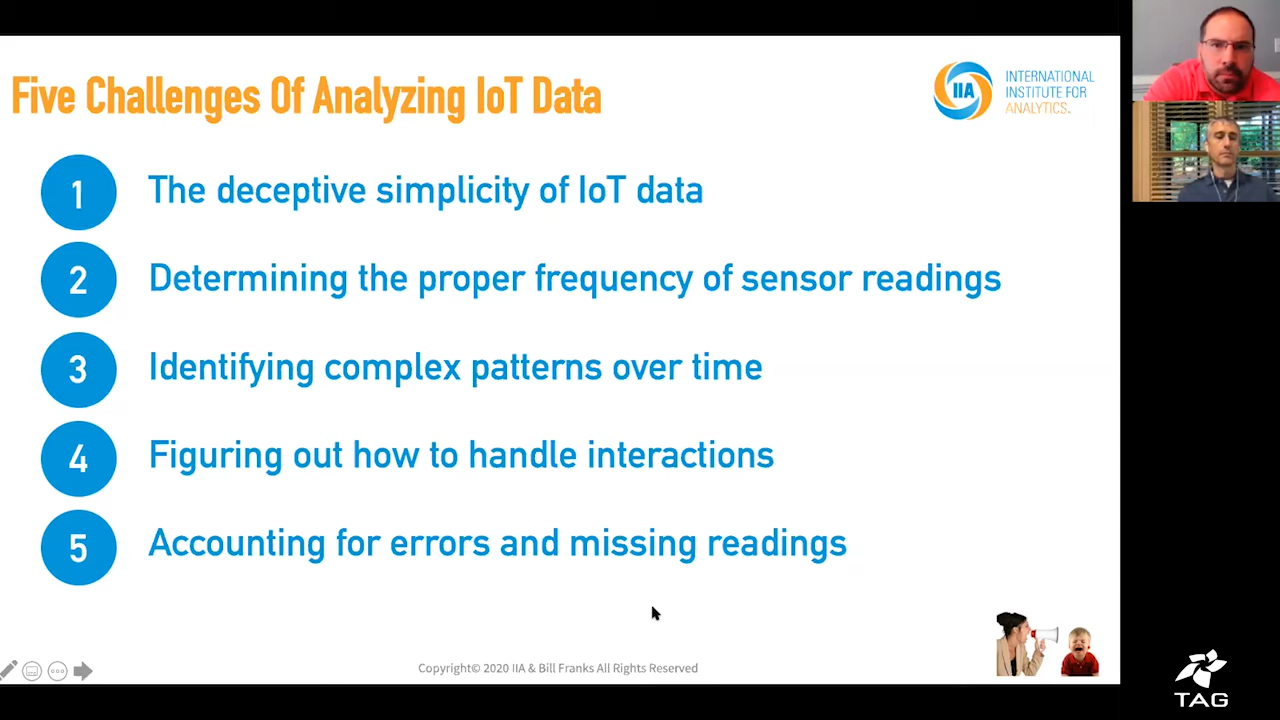 Five Challenges Of Analyzing IoT Data
IIA
INTERNATIONAL
INSTITUTE FOR
ANALYTICS.
1
The deceptive simplicity of IoT data
2
Determining the proper frequency of sensor readings
3
Identifying complex patterns over time
4
Figuring out how to handle interactions
5
Accounting for errors and missing readings
Copyright© 2020 IIA & Bill Franks All Rights Reserved
TAG